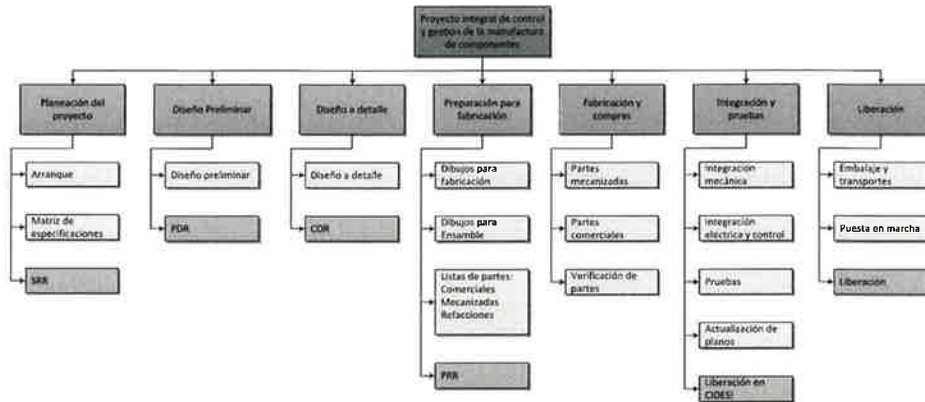 Proyecto integral de control
y gestion de la manufactura
de componentes
Planeación del
proyecto
Arranque
Matriz de
especificaciones
SRR
Diseño Preliminar
Diseño preliminar
PDR
Diseño a detalle
Diseño a detalle
CDR
Preparación para
fabricación
Dibujos para
fabricación
Dibujos para
Ensamble
Listas de partes:
Comerciales
Mecanizadas
Refacciones
PRR
Fabricación y
compras
Partes
mecanizadas
Partes
comerciales
Verificación de
partes
Integración y
pruebas
Integración
mecánica
Integración
eléctrica y control
Pruebas
Actualización de
planos
Liberación en
CIDESI
Liberación
Embalaje y
transportes
Puesta en marcha
Liberación